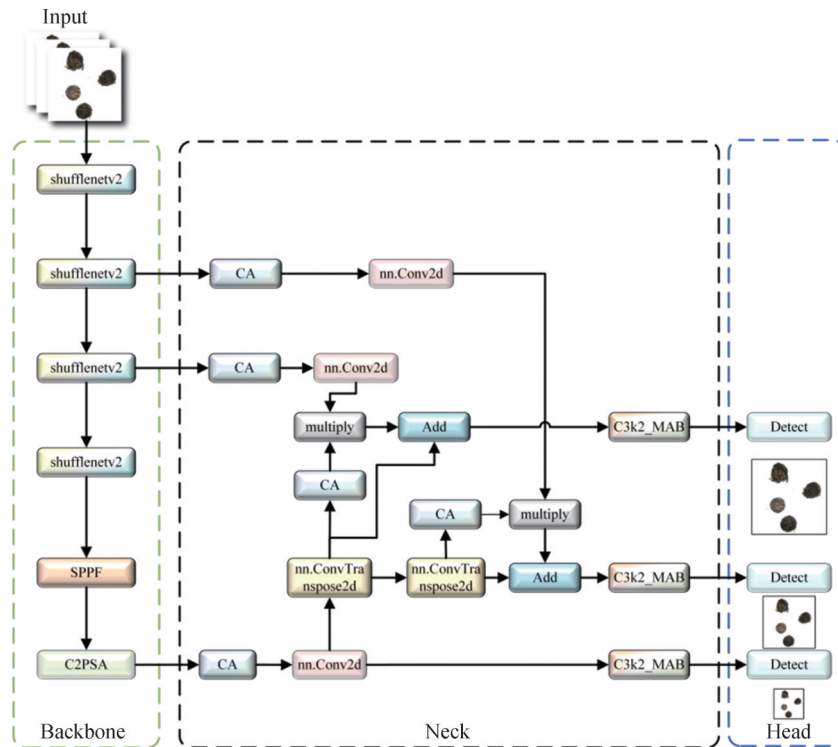 Input
shufflenetv2
shufflenetv2
CA
nn.Conv2d
shufflenetv2
CA
nn.Conv2d
multiply
Add
C3k2_MAB
Detect
shufflenetv2
CA
CA
multiply
SPPF
nn.ConvTra
nspose2d
nn.ConvTra
nspose2d
Add
C3k2_MAB
Detect
C2PSA
CA
nn.Conv2d
C3k2_MAB
Detect
Backbone
Neck
Head